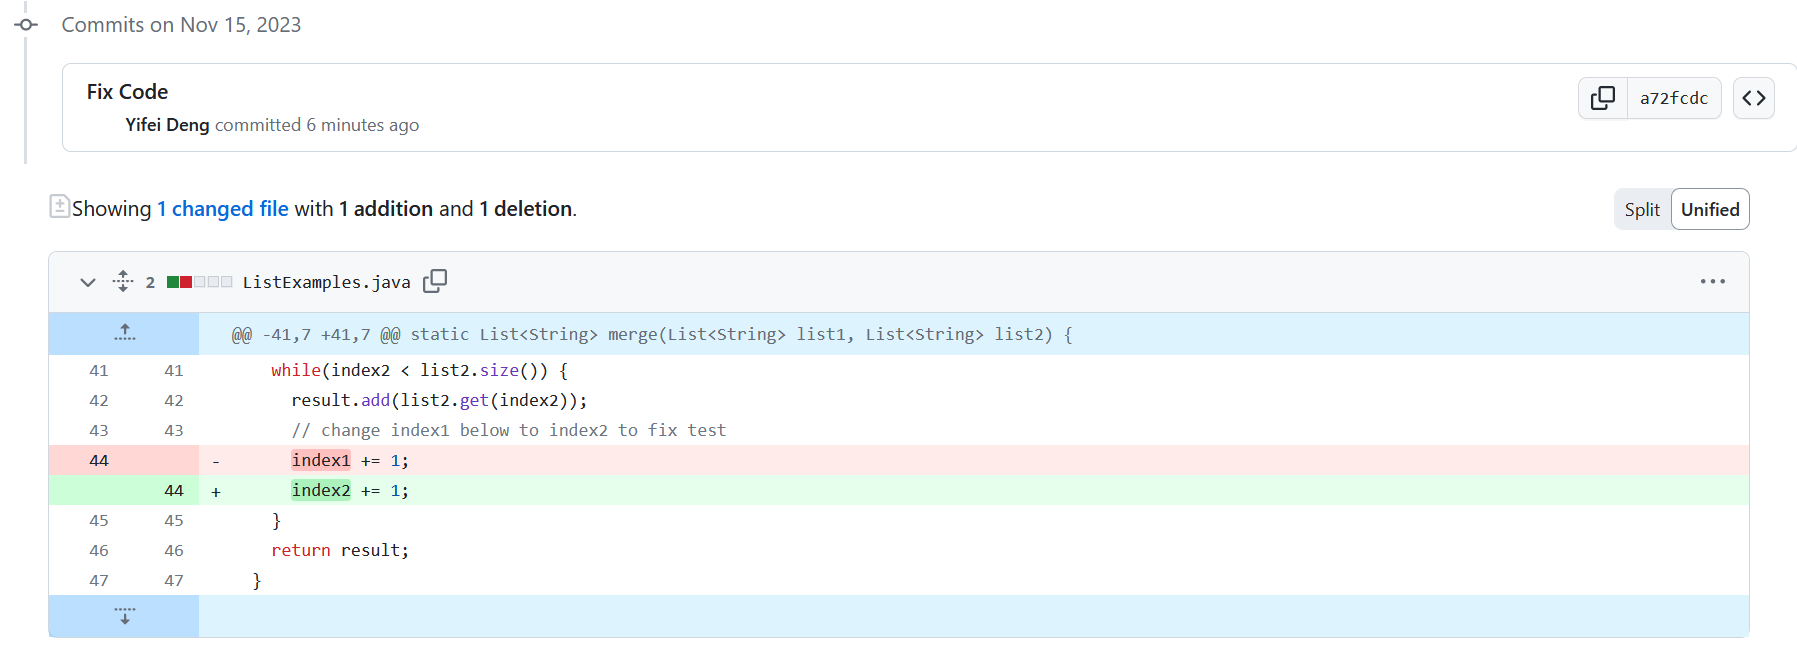 Commits on Nov 15, 2023
Fix Code
a72fcdc
Yifei Deng committed 6 minutes ago
Showing 1 changed file with 1 addition and 1 deletion.
Split Unified
2 ListExamples.java
@@ -41,7 +41,7 @@ static List<String> merge(List<String> list1, List<String> list2) {
41 41 while(index2 < list2.size()) {
42 42 result.add(list2.get(index2));
43 43 // change index1 below to index2 to fix test
44 - index1 += 1;
44 + index2 += 1;
45 45 }
46 46 return result;
47 47 }